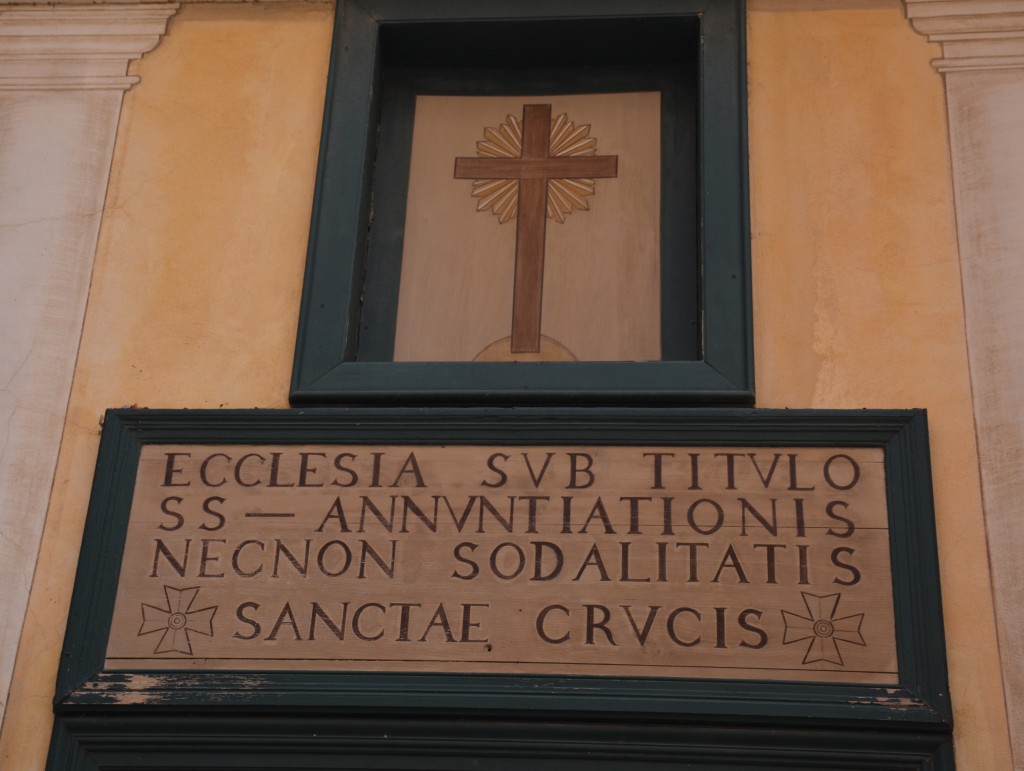 ECCLESIA SVB TITVLO
SS — ANNVNTIATIONIS
NECNON SODALITATIS
SANCTAE CRVCIS